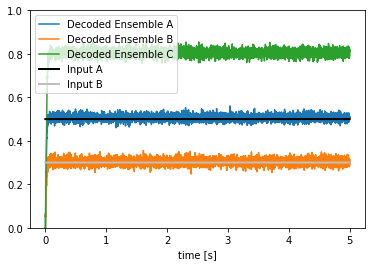 1.0
0.8
0.6
0.4
0.2
0.0
Decoded Ensemble A
Decoded Ensemble B
Decoded Ensemble C
Input A
Input B
0 1 2 3 4 5
time [s]